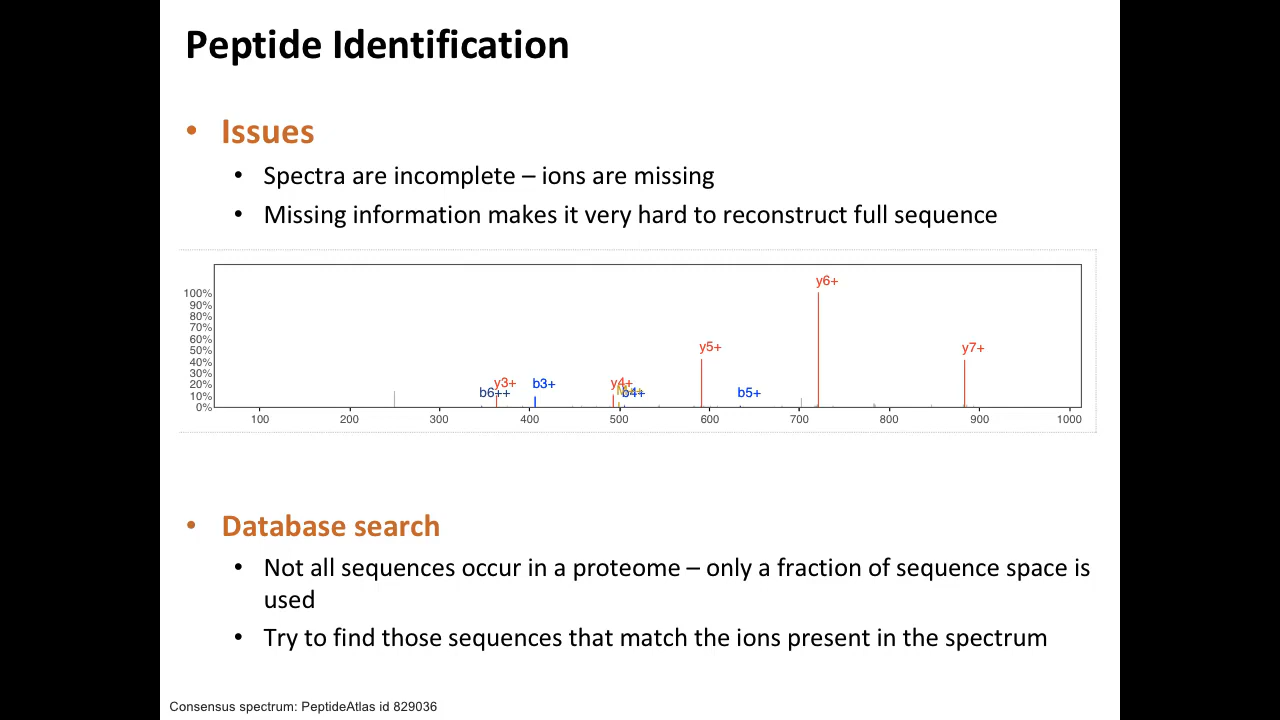 Peptide Identification
• Issues
• Spectra are incomplete – ions are missing
• Missing information makes it very hard to reconstruct full sequence
y6+
100%
90%
80%
70%
60%
50%
40%
30%
20%
10%
0%
y5+
y7+
y3+
b3+
y4+
b6++
b4+
b5+
100 200 300 400 500 600 700 800 900 1000
• Database search
• Not all sequences occur in a proteome – only a fraction of sequence space is
used
• Try to find those sequences that match the ions present in the spectrum
Consensus spectrum: PeptideAtlas id 829036